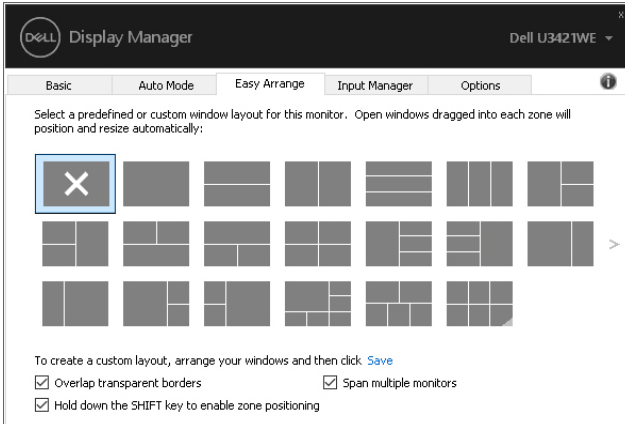 x
DELL Display Manager
Dell U3421WE
Basic Auto Mode Easy Arrange Input Manager Options
Select a predefined or custom window layout for this monitor. Open windows dragged into each zone will
position and resize automatically:
>
To create a custom layout, arrange your windows and then click Save
Overlap transparent borders Span multiple monitors
Hold down the SHIFT key to enable zone positioning